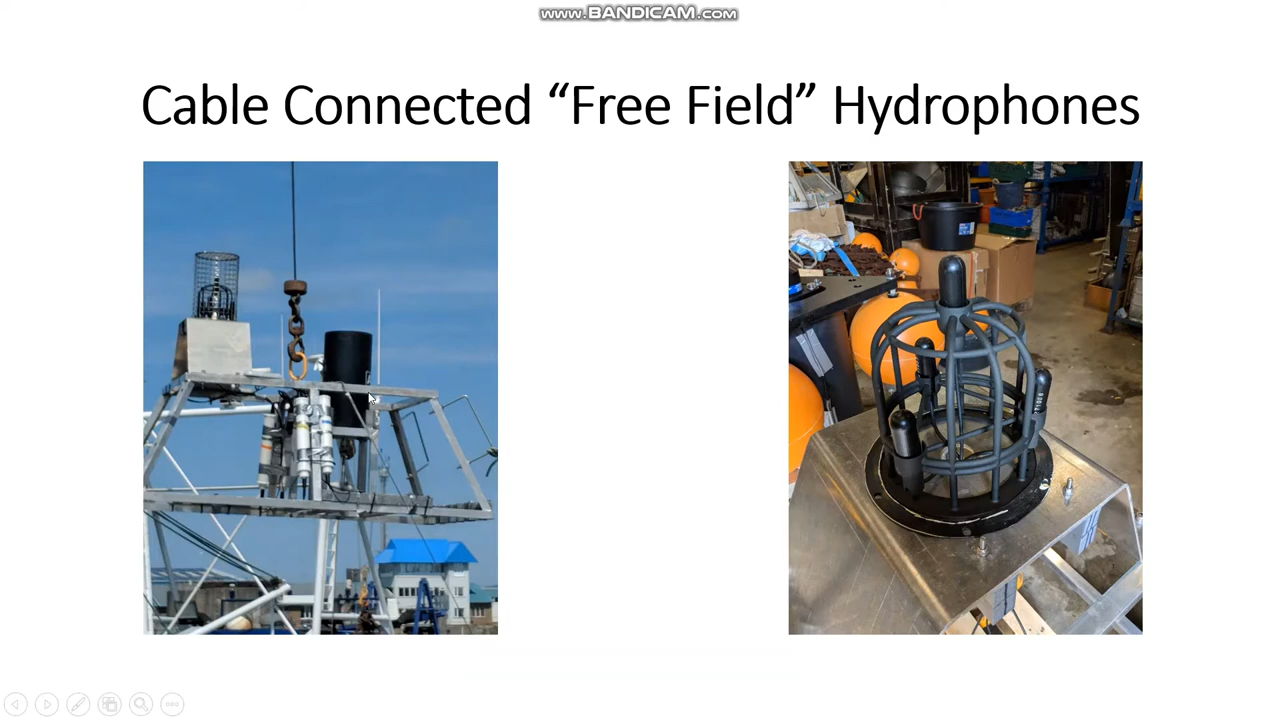 www.BANDICAM.com
Cable Connected “Free Field” Hydrophones